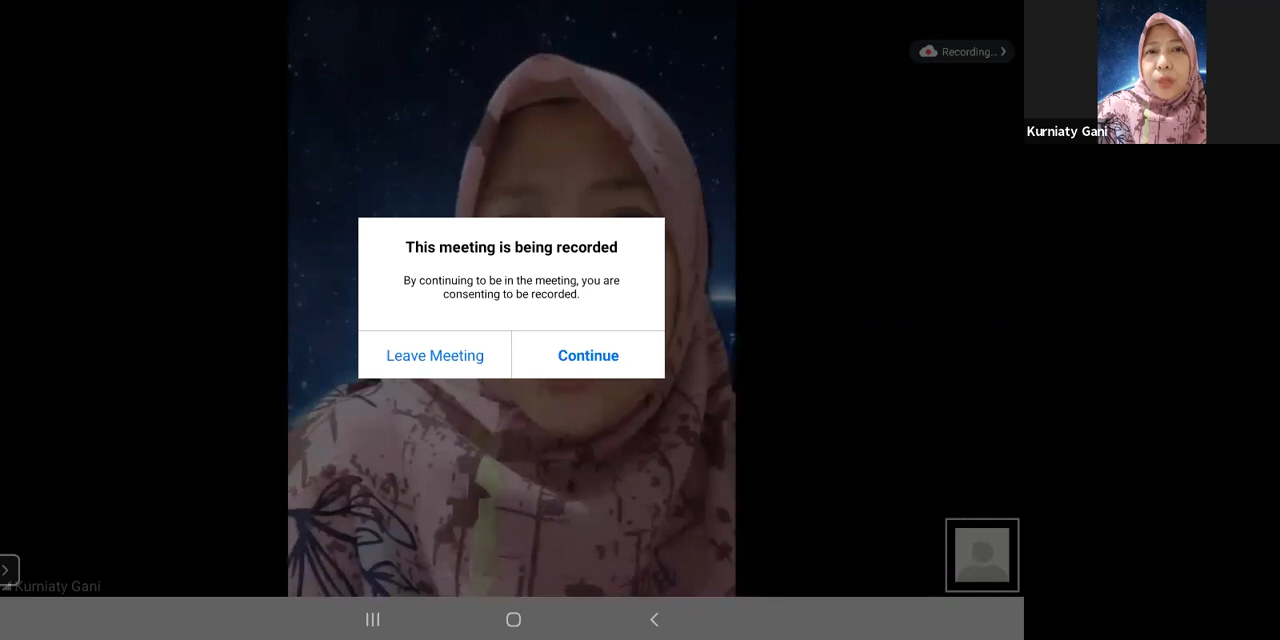 Recording...
Kurniaty Gani
This meeting is being recorded
By continuing to be in the meeting, you are
consenting to be recorded.
Leave Meeting
Continue
Kurniaty Gani